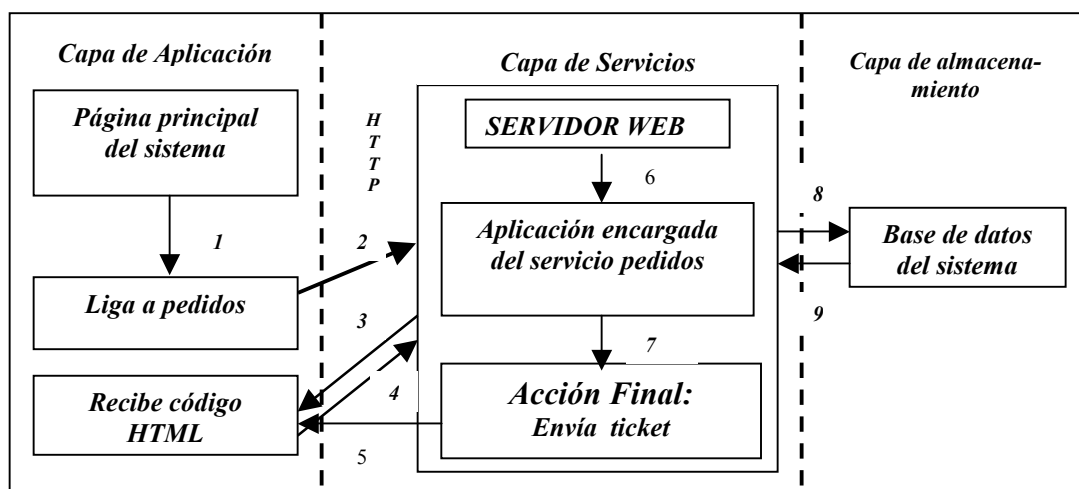 Capa de Aplicación
Página principal
del sistema
1
Liga a pedidos
Recibe código
HTML
H
T
T
P
2
3
4
5
Capa de Servicios
SERVIDOR WEB
6
Aplicación encargada
del servicio pedidos
7
Acción Final:
Envía ticket
Capa de almacena-
miento
8
Base de datos
del sistema
9